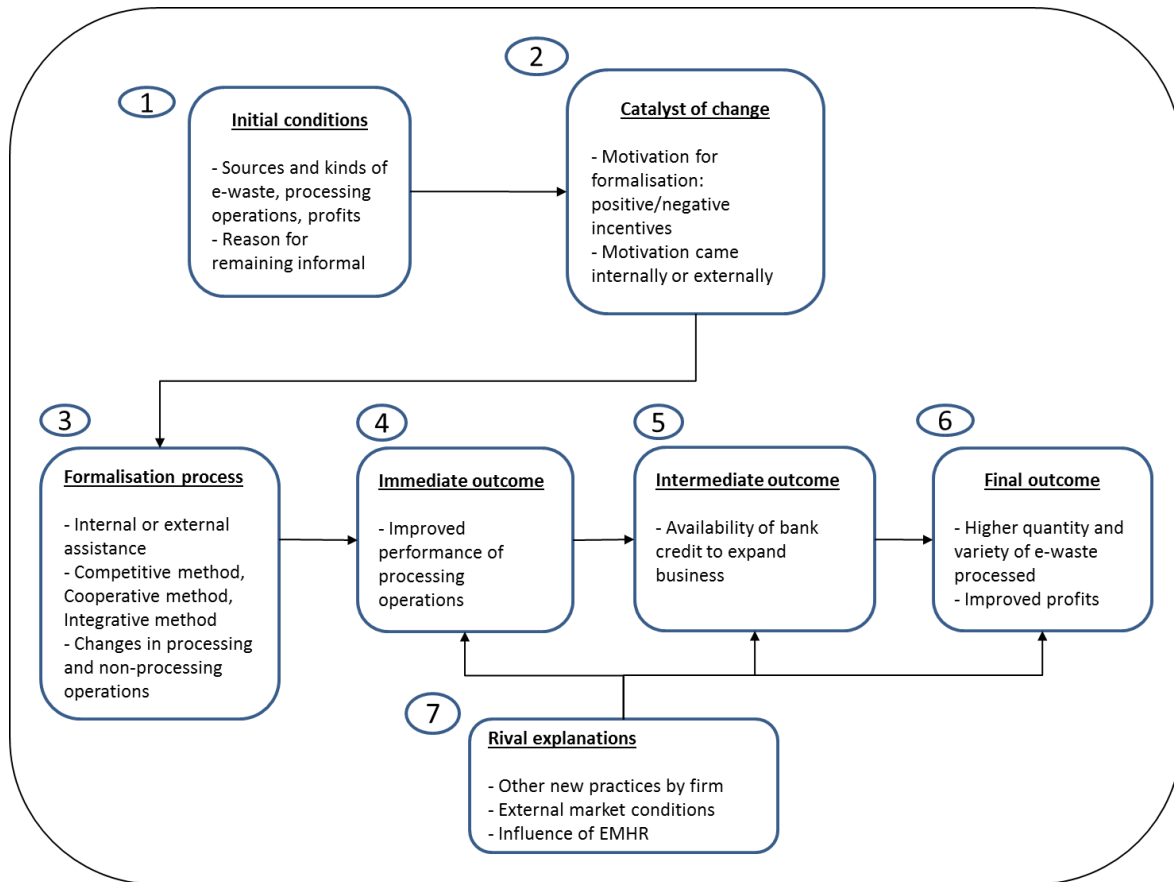 1
Initial conditions
- Sources and kinds of
e-waste, processing
operations, profits
- Reason for
remaining informal
2
Catalyst of change
- Motivation for
formalisation:
positive/negative
incentives
- Motivation came
internally or externally
3
Formalisation process
- Internal or external
assistance
- Competitive method,
Cooperative method,
Integrative method
- Changes in processing
and non-processing
operations
4
Immediate outcome
- Improved
performance of
processing
operations
5
Intermediate outcome
- Availability of bank
credit to expand
business
6
Final outcome
- Higher quantity and
variety of e-waste
processed
- Improved profits
7
Rival explanations
- Other new practices by firm
- External market conditions
- Influence of EMHR